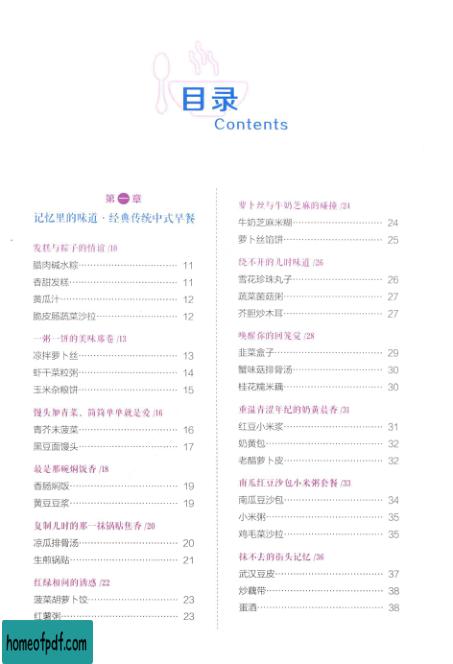 目录
Contents
第一章
记忆里的味道·经典传统中式早餐
发糕与粽子的情谊/10
腊肉碱水粽 11
香甜发糕 11
黄瓜汁 12
脆皮肠蔬菜沙拉 12
一粥一饼的美味邂逅/13
凉拌萝卜丝 13
虾干菜粒粥 14
玉米杂粮饼 15
馒头加青菜，简简单单就是爱/16
青芥末菠菜 16
黑豆面馒头 17
最是那碗焖饭香/18
香肠焖饭 19
黄豆豆浆 19
复制儿时的那一抹锅贴焦香/20
凉瓜排骨汤 20
生煎锅贴 21
红绿相间的诱惑/22
菠菜胡萝卜饺 23
红薯粥 23
萝卜丝与牛奶芝麻的碰撞/24
牛奶芝麻米糊 24
萝卜丝馅饼 25
绕不开的儿时味道/26
雪花珍珠丸子 26
蔬菜菌菇粥 27
芥胆炒木耳 27
唤醒你的回笼觉/28
韭菜盒子 29
蟹味菇排骨汤 30
桂花糯米藕 30
重温青涩年纪的奶黄晨香/31
红豆小米浆 31
奶黄包 32
老醋萝卜皮 32
南瓜红豆沙包小米粥套餐/33
南瓜豆沙包 34
小米粥 35
鸡毛菜沙拉 35
抹不去的街头记忆/36
武汉豆皮 37
炒藕带 38
蛋酒 38
homeofpdf.com